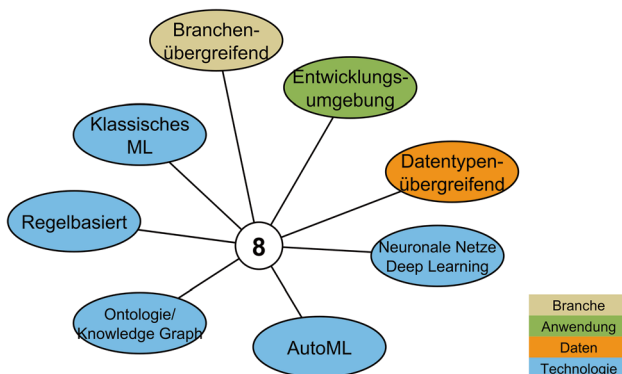 Branchen-
übergreifend
Entwicklungs-
umgebung
Klassisches
ML
Datentypen-
übergreifend
Regelbasiert
8
Neuronale Netze
Deep Learning
Ontologie/
Knowledge Graph
AutoML
Branche
Anwendung
Daten
Technologie